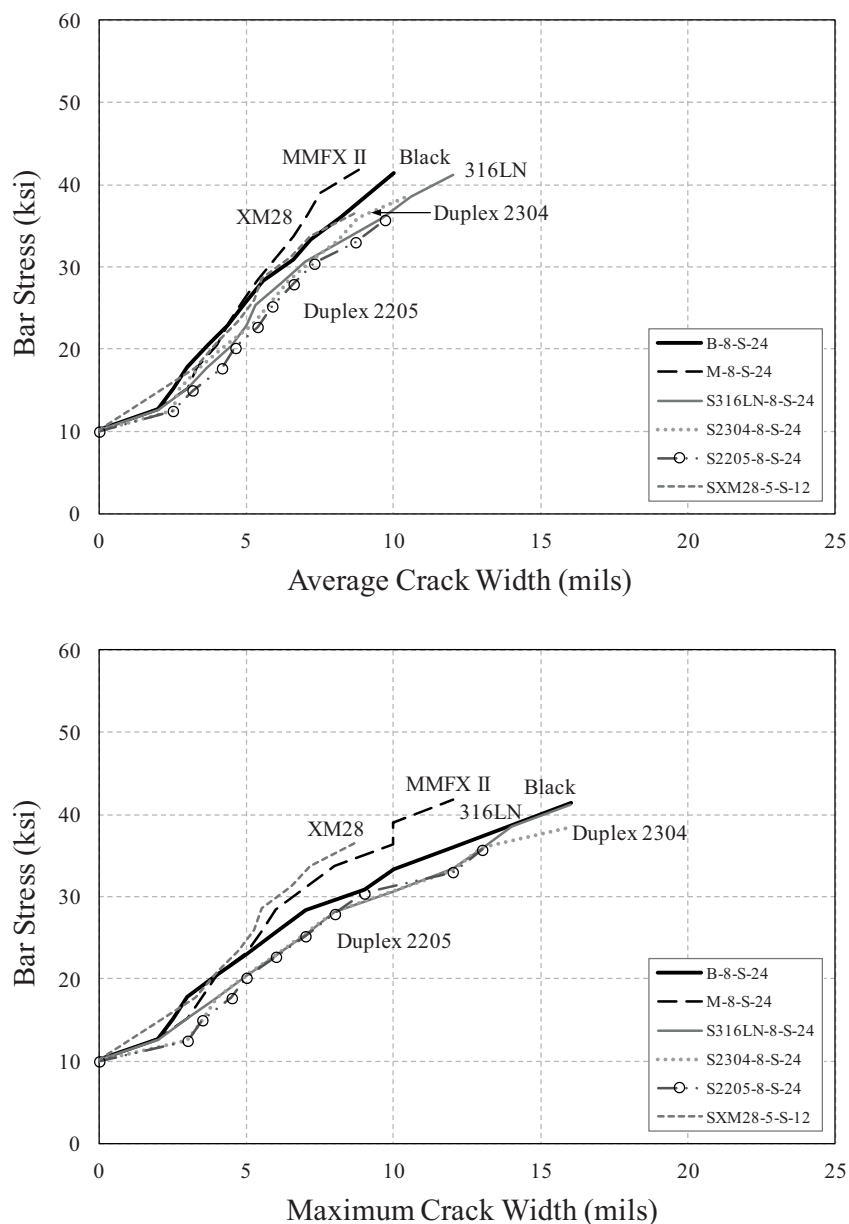 60
50
40
30
20
10
0
Bar Stress (ksi)
MMFX II
Black
316LN
XM28
Duplex 2304
Duplex 2205
B-8-S-24
M-8-S-24
S316LN-8-S-24
S2304-8-S-24
S2205-8-S-24
SXM28-5-S-12
0 5 10 15 20 25
Average Crack Width (mils)
60
50
40
30
20
10
0
Bar Stress (ksi)
MMFX II
Black
316LN
XM28
Duplex 2304
Duplex 2205
B-8-S-24
M-8-S-24
S316LN-8-S-24
S2304-8-S-24
S2205-8-S-24
SXM28-5-S-12
0 5 10 15 20 25
Maximum Crack Width (mils)